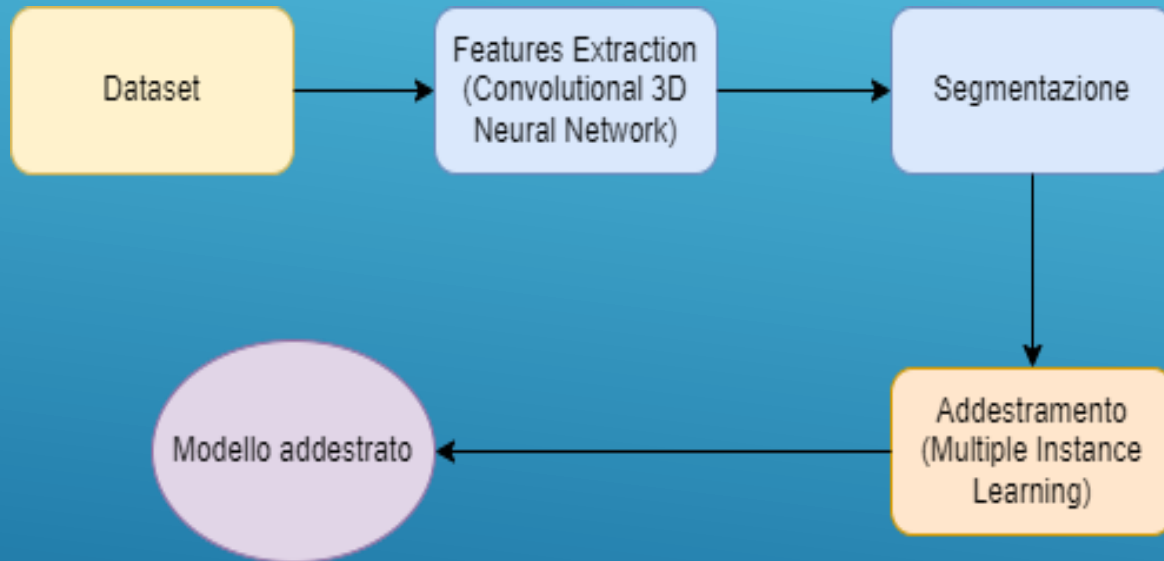 Dataset
Features Extraction
(Convolutional 3D
Neural Network)
Segmentazione
Addestramento
(Multiple Instance
Learning)
Modello addestrato